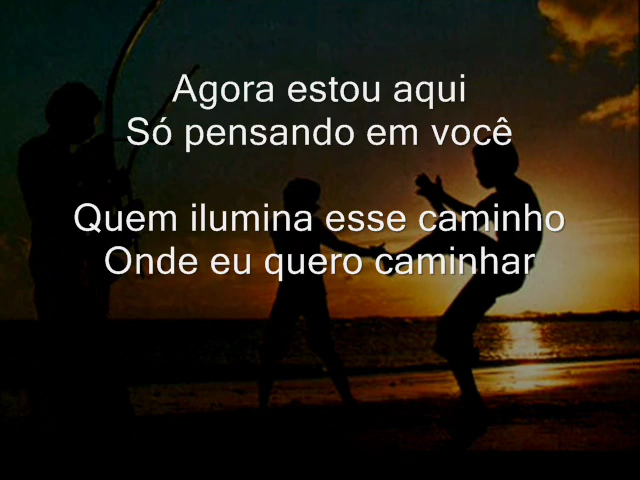 Agora estou aqui
Só pensando em você
Quem ilumina esse caminho
Onde eu quero caminhar